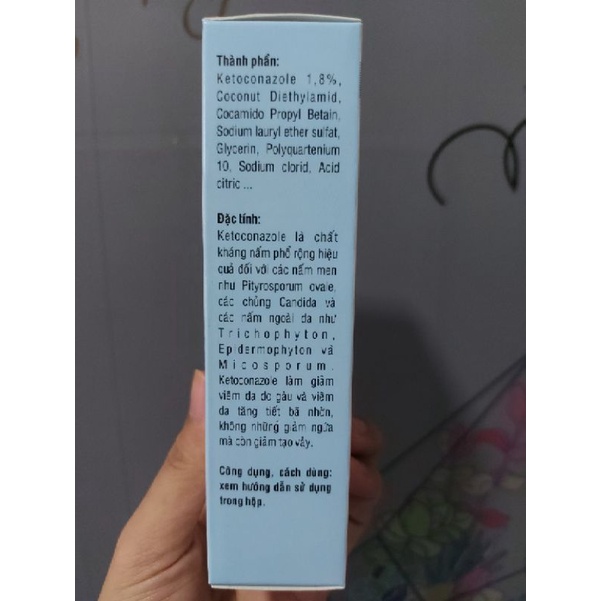 Thành phẩn:
Ketoconazole 1,8%,
Coconut Diethylamid,
Cocamido Propyl Betain,
Sodium lauryl ether sulfat,
Glycerin, Polyquartenium
10, Sodium clorid, Acid
citric ...
Đặc tính:
Ketoconazole là chất
kháng nấm phổ rộng hiệu
quả đối với các nấm men
như Pityrosporum ovale,
các chủng Candida và
các nấm ngoài da như
Trichophyton,
Epidermophyton và
Micosporum.
Ketoconazole làm giảm
viêm da do gàu và viêm
da tăng tiết bã nhờn,
không những giảm ngứa
mà còn giảm tạo vảy.
Công dụng, cách dùng:
xem hướng dẫn sử dụng
trong hộp.